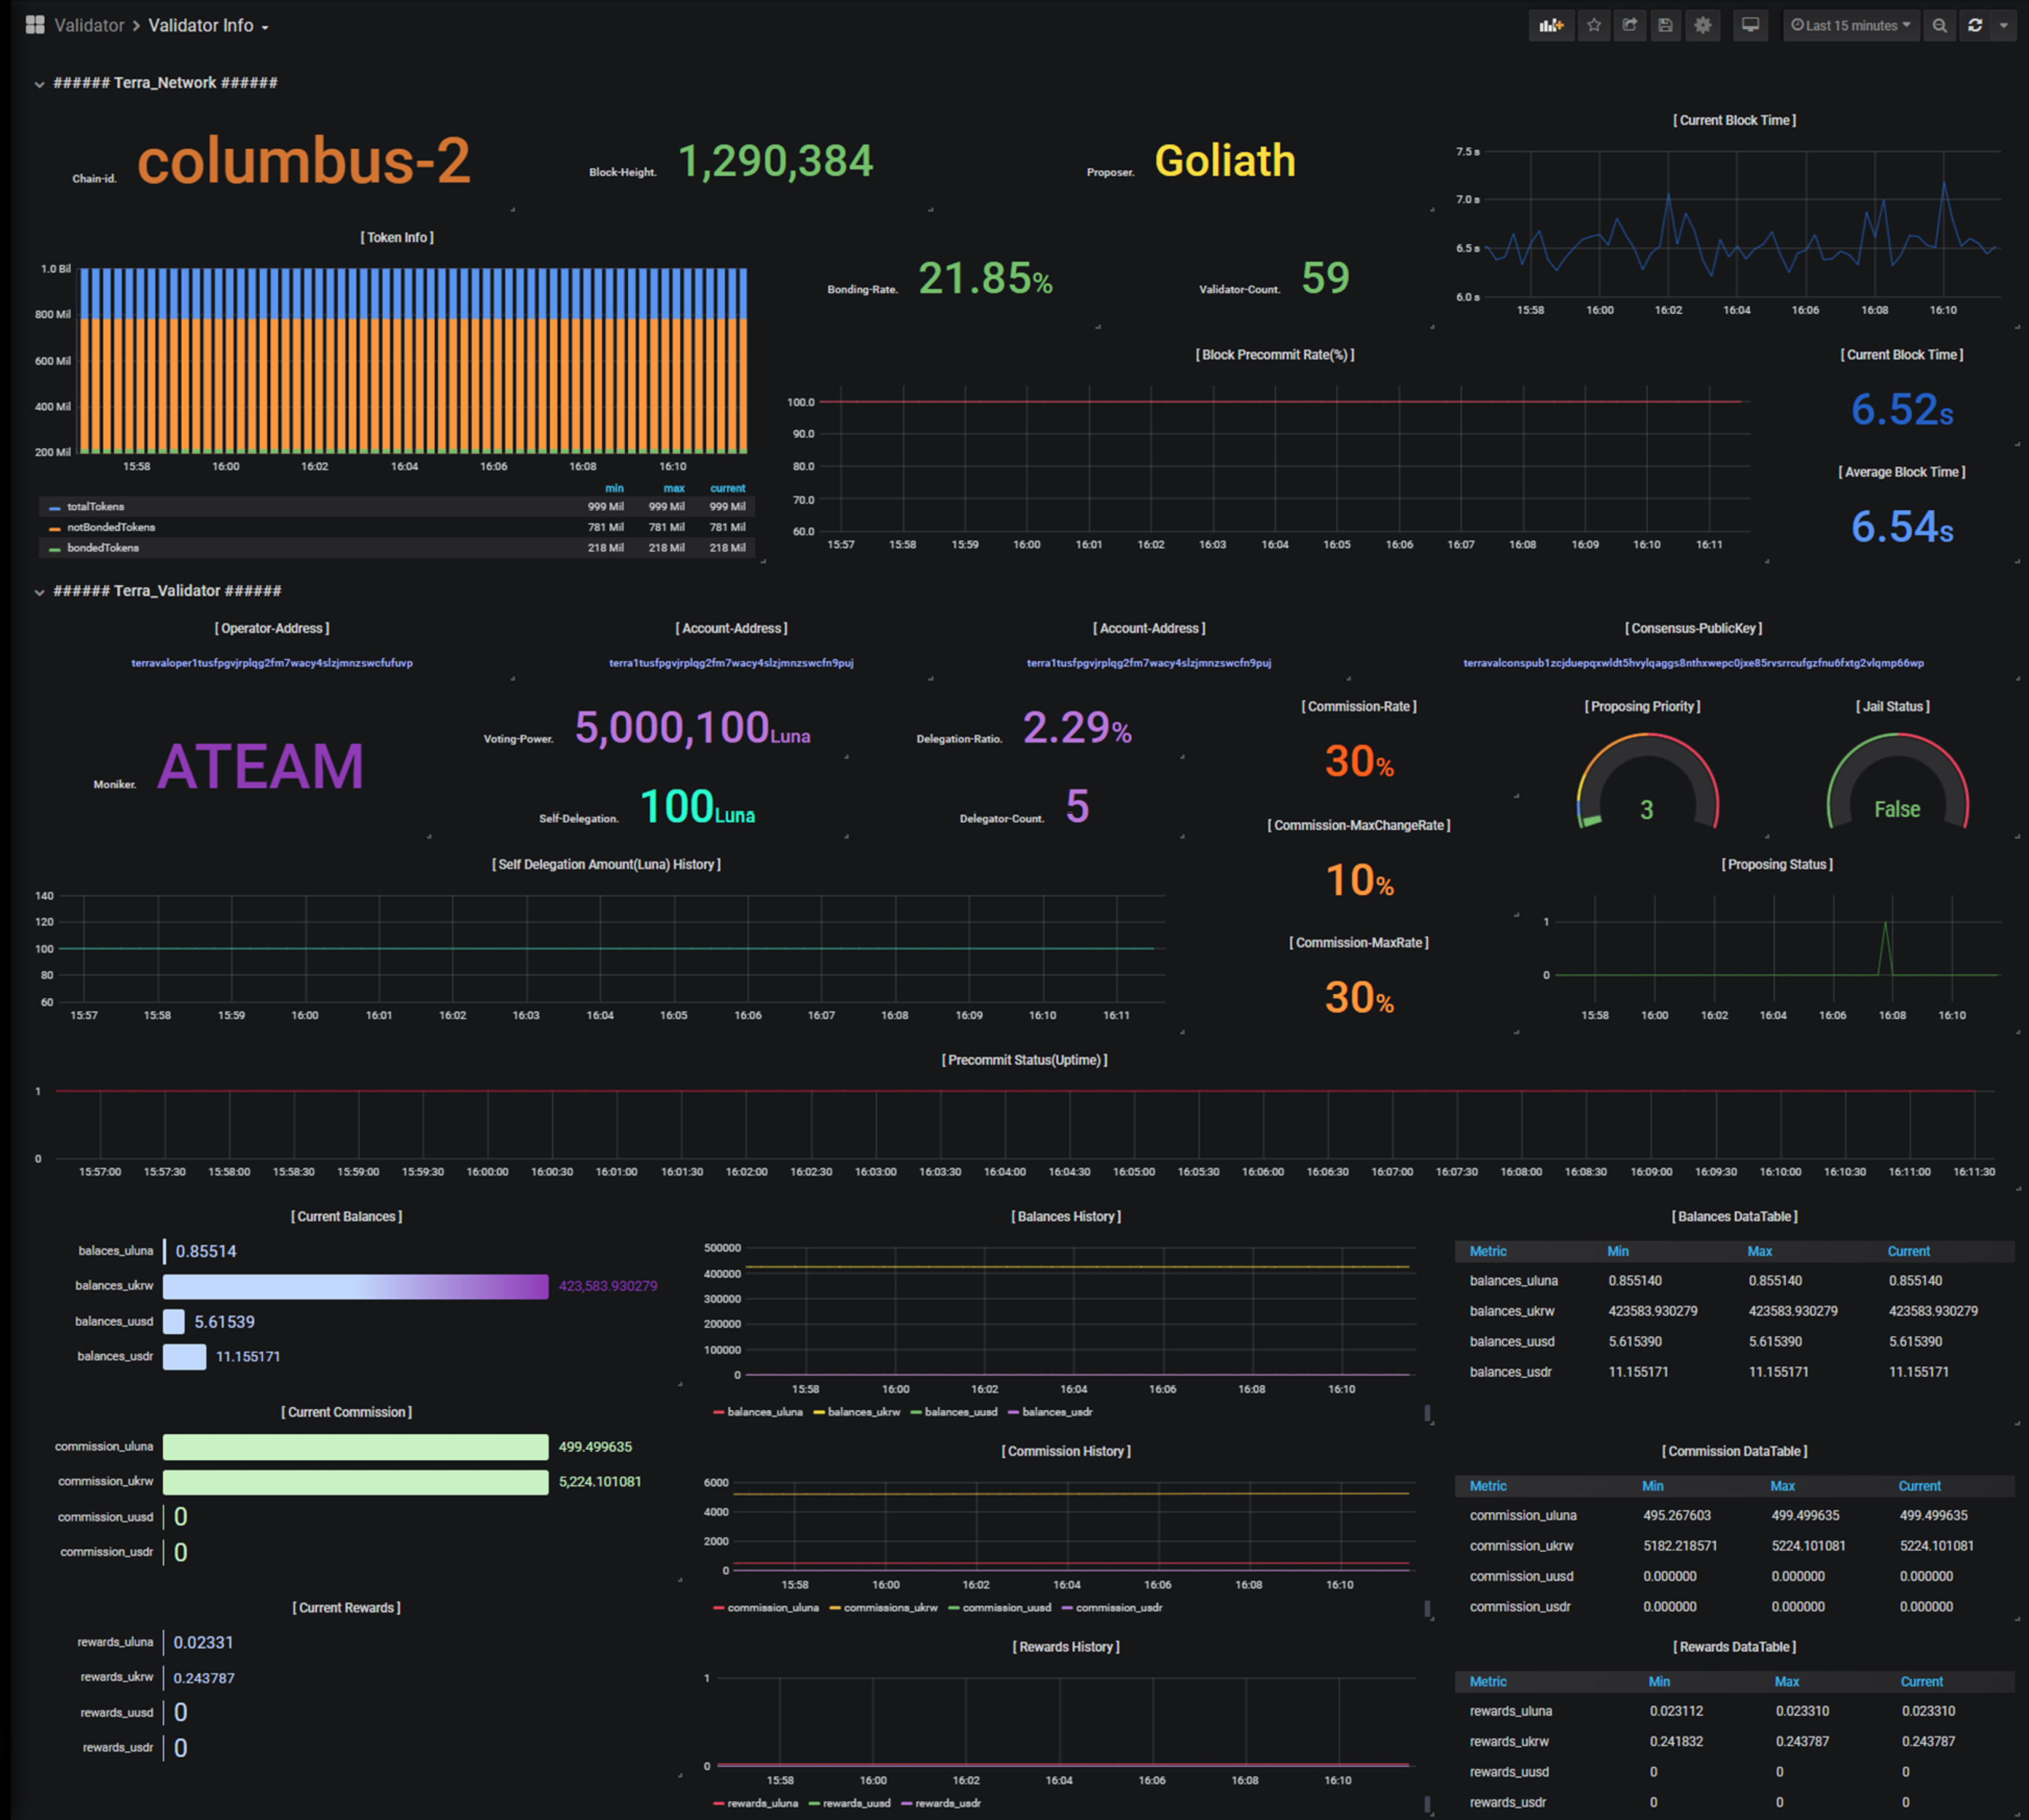 Validator > Validator Info
Last 15 minutes
###### Terra_Network ######
Chain-id. columbus-2
Block-Height. 1,290,384
Proposer. Goliath
[ Current Block Time ]
7.5 s
7.0 s
6.5 s
6.0 s
15:58 16:00 16:02 16:04 16:06 16:08 16:10
[ Token Info ]
1.0 Bil
800 Mil
600 Mil
400 Mil
200 Mil
15:58 16:00 16:02 16:04 16:06 16:08 16:10
min max current
totalTokens 999 Mil 999 Mil 999 Mil
notBondedTokens 781 Mil 781 Mil 781 Mil
bondedTokens 218 Mil 218 Mil 218 Mil
Bonding-Rate. 21.85%
Validator-Count. 59
[ Block Precommit Rate(%) ]
100.0
90.0
80.0
70.0
60.0
15:57 15:58 15:59 16:00 16:01 16:02 16:03 16:04 16:05 16:06 16:07 16:08 16:09 16:10 16:11
[ Current Block Time ]
6.52s
[ Average Block Time ]
6.54s
###### Terra_Validator ######
[ Operator-Address ]
terravaloper1tusfpgvjrplqg2fm7wacy4slzjmnzswcfufuvp
[ Account-Address ]
terra1tusfpgvjrplqg2fm7wacy4slzjmnzswcfn9puj
[ Account-Address ]
terra1tusfpgvjrplqg2fm7wacy4slzjmnzswcfn9puj
[ Consensus-PublicKey ]
terravalconspub1zcjduepqxwldt5hvylqaggs8nthxwepc0jxe85rvsrrcufgzfnu6fxtg2vlqmp66wp
Moniker. ATEAM
Voting-Power. 5,000,100Luna
Self-Delegation. 100Luna
Delegation-Ratio. 2.29%
Delegator-Count. 5
[ Commission-Rate ]
30%
[ Commission-MaxChangeRate ]
10%
[ Commission-MaxRate ]
30%
[ Proposing Priority ]
3
[ Jail Status ]
False
[ Self Delegation Amount(Luna) History ]
140
120
100
80
60
15:57 15:58 15:59 16:00 16:01 16:02 16:03 16:04 16:05 16:06 16:07 16:08 16:09 16:10 16:11
[ Proposing Status ]
1
0
15:58 16:00 16:02 16:04 16:06 16:08 16:10
[ Precommit Status(Uptime) ]
1
0
15:57:00 15:57:30 15:58:00 15:58:30 15:59:00 15:59:30 16:00:00 16:00:30 16:01:00 16:01:30 16:02:00 16:02:30 16:03:00 16:03:30 16:04:00 16:04:30 16:05:00 16:05:30 16:06:00 16:06:30 16:07:00 16:07:30 16:08:00 16:08:30 16:09:00 16:09:30 16:10:00 16:10:30 16:11:00 16:11:30
[ Current Balances ]
balaces_uluna 0.85514
balances_ukrw 423,583.930279
balances_uusd 5.61539
balances_usdr 11.155171
[ Balances History ]
500000
400000
300000
200000
100000
0
15:58 16:00 16:02 16:04 16:06 16:08 16:10
balances_uluna balances_ukrw balances_uusd balances_usdr
[ Balances DataTable ]
Metric Min Max Current
balances_uluna 0.855140 0.855140 0.855140
balances_ukrw 423583.930279 423583.930279 423583.930279
balances_uusd 5.615390 5.615390 5.615390
balances_usdr 11.155171 11.155171 11.155171
[ Current Commission ]
commission_uluna 499.499635
commission_ukrw 5,224.101081
commission_uusd 0
commission_usdr 0
[ Commission History ]
6000
4000
2000
0
15:58 16:00 16:02 16:04 16:06 16:08 16:10
commission_uluna commissions_ukrw commission_uusd commission_usdr
[ Commission DataTable ]
Metric Min Max Current
commission_uluna 495.267603 499.499635 499.499635
commission_ukrw 5182.218571 5224.101081 5224.101081
commission_uusd 0.000000 0.000000 0.000000
commission_usdr 0.000000 0.000000 0.000000
[ Current Rewards ]
rewards_uluna 0.02331
rewards_ukrw 0.243787
rewards_uusd 0
rewards_usdr 0
[ Rewards History ]
1
0
15:58 16:00 16:02 16:04 16:06 16:08 16:10
rewards_uluna rewards_uusd rewards_usdr
[ Rewards DataTable ]
Metric Min Max Current
rewards_uluna 0.023112 0.023310 0.023310
rewards_ukrw 0.241832 0.243787 0.243787
rewards_uusd 0 0 0
rewards_usdr 0 0 0